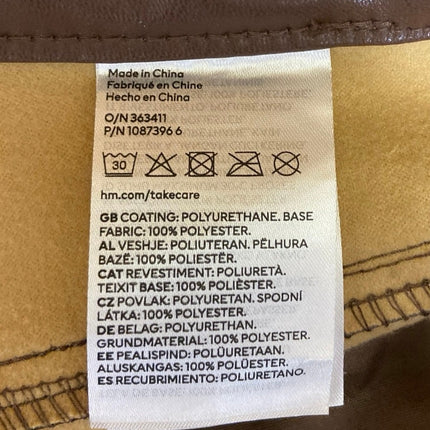 Made in China
Fabriqué en Chine
Hecho en China
O/N 363411
P/N 1087396 6
30
hm.com/takecare
GB COATING: POLYURETHANE. BASE
FABRIC: 100% POLYESTER.
AL VESHJE: POLIUTERAN. PËLHURA
BAZË: 100% POLIESTËR.
CAT REVESTIMENT: POLIURETÀ.
TEIXIT BASE: 100% POLIÈSTER.
CZ POVLAK: POLYURETAN. SPODNÍ
LÁTKA: 100% POLYESTER.
DE BELAG: POLYURETHAN.
GRUNDMATERIAL: 100% POLYESTER.
EE PEALISPIND: POLÜURETAAN.
ALUSKANGAS: 100% POLÜESTER.
ES RECUBRIMIENTO: POLIURETANO.